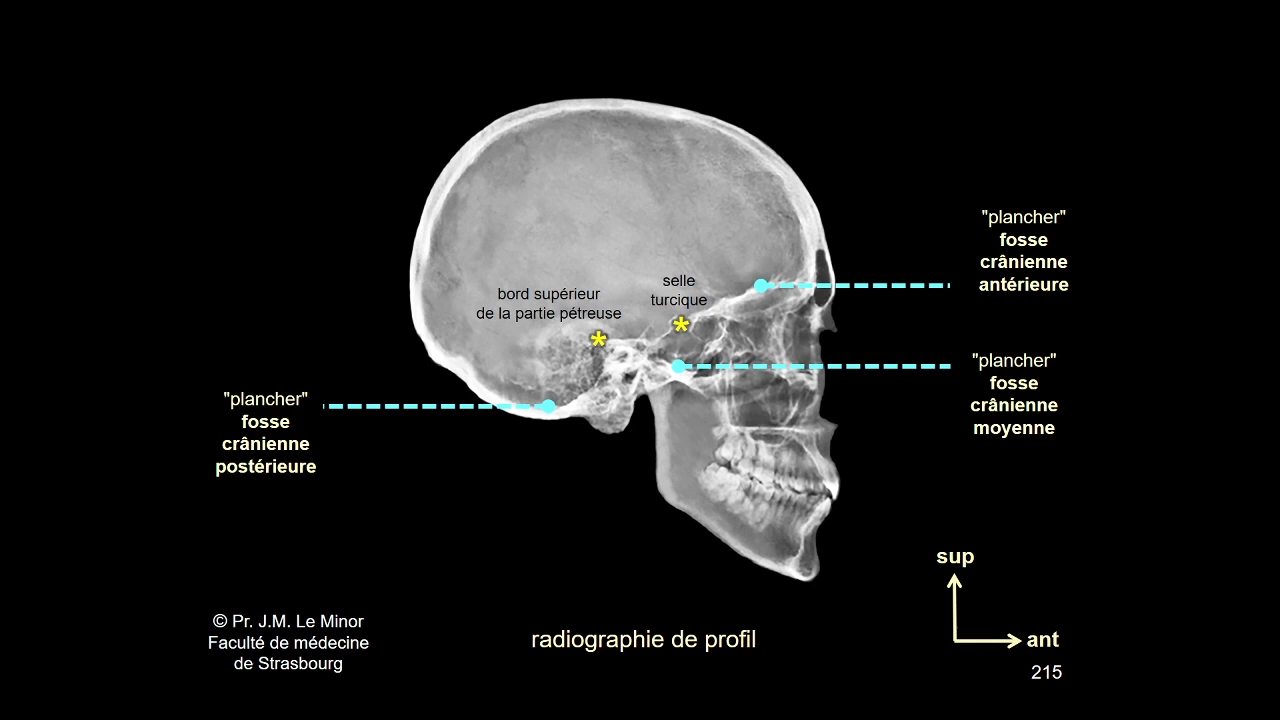 "plancher"
fosse
crânienne
antérieure
selle
turcique
bord supérieur
de la partie pétreuse
*
*
"plancher"
fosse
crânienne
moyenne
"plancher"
fosse
crânienne
postérieure
sup
ant
© Pr. J.M. Le Minor
Faculté de médecine
de Strasbourg
radiographie de profil
215